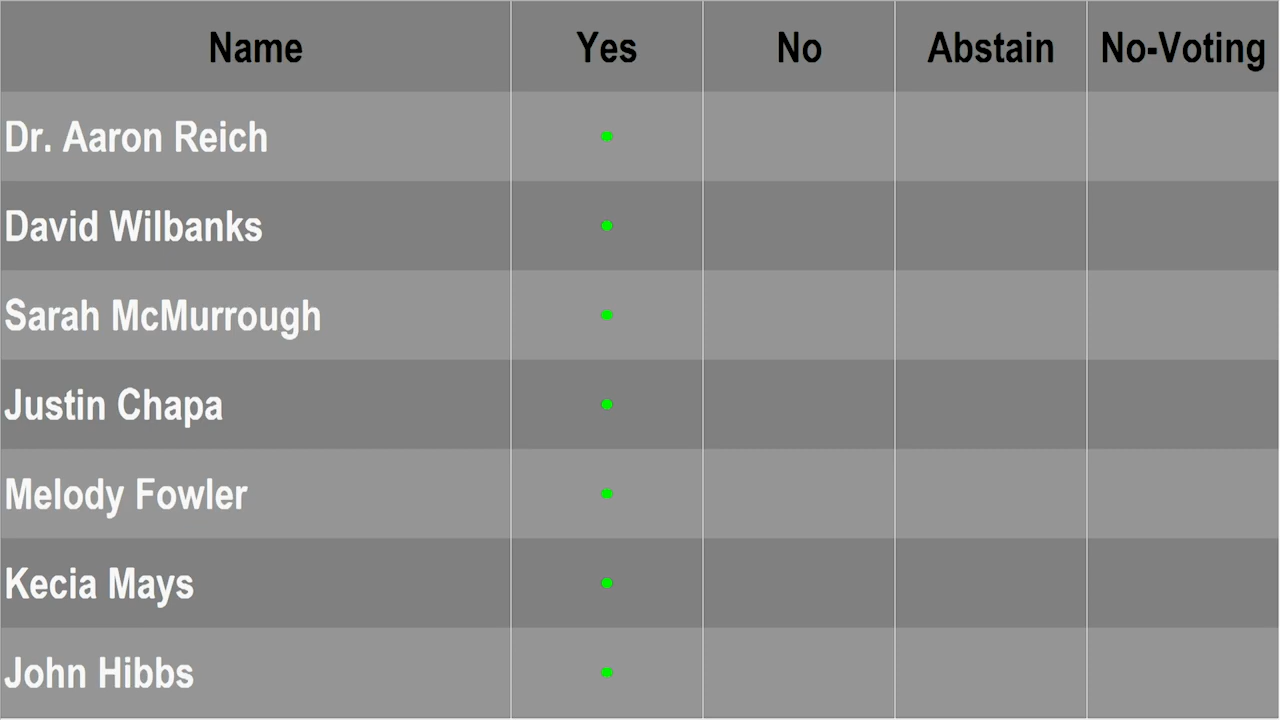 Name Yes No Abstain No-Voting
Dr. Aaron Reich
David Wilbanks
Sarah McMurrough
Justin Chapa
Melody Fowler
Kecia Mays
John Hibbs